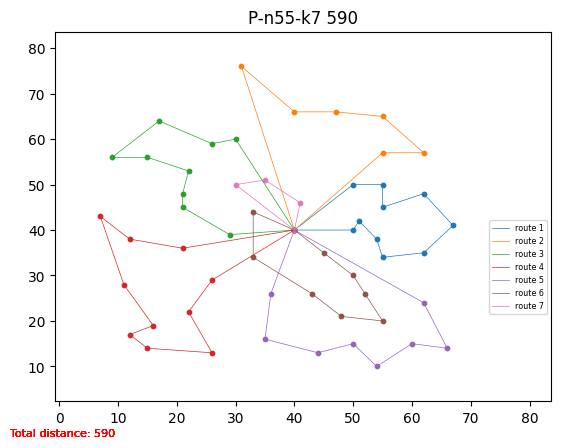 P-n55-k7 590
80
70
60
50
40
30
20
10
0 10 20 30 40 50 60 70 80
route 1
route 2
route 3
route 4
route 5
route 6
route 7
Total distance: 590